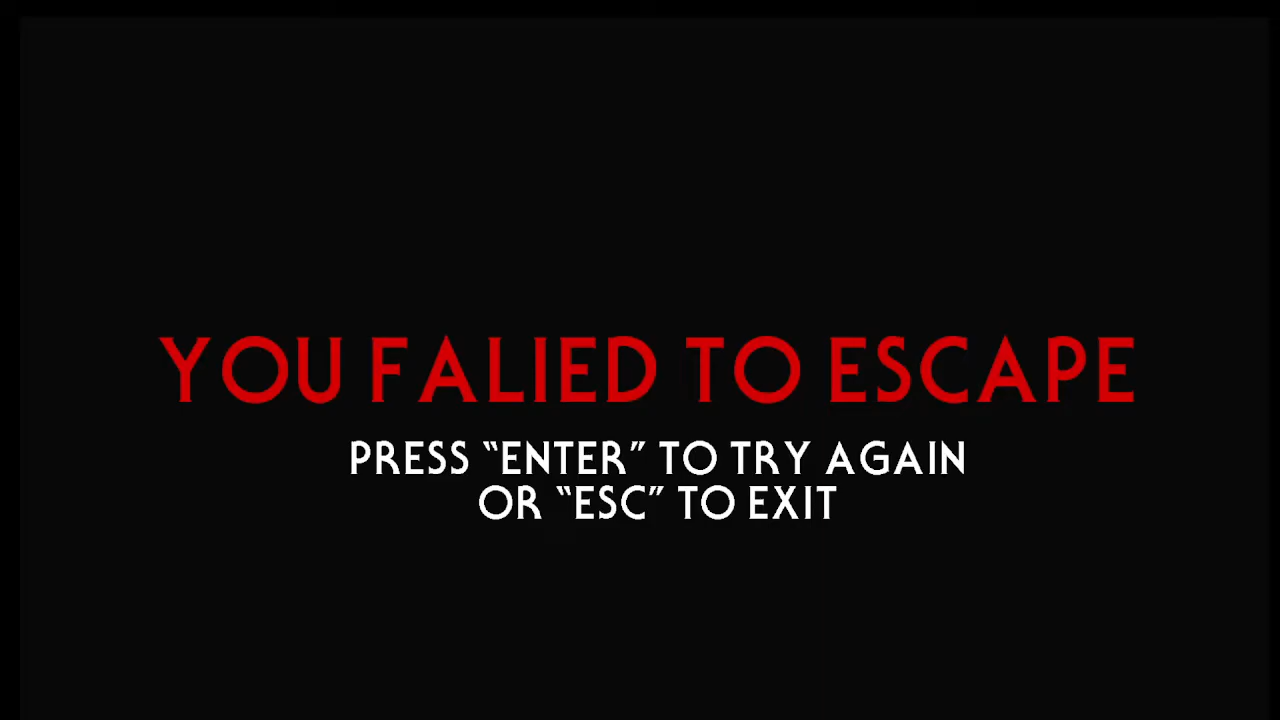 YOU FALIED TO ESCAPE
PRESS “ENTER” TO TRY AGAIN
OR “ESC” TO EXIT